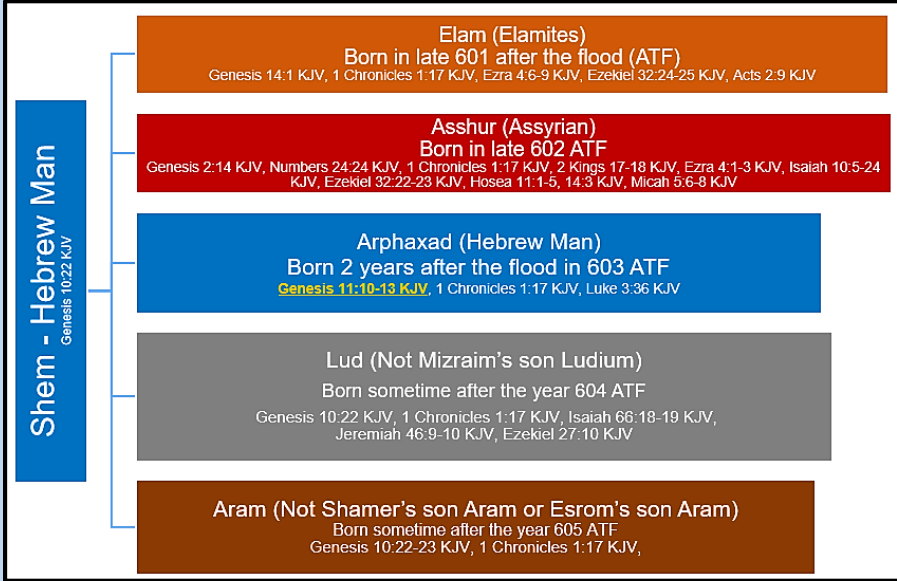 Shem - Hebrew Man
Genesis 10:22 KJV
Elam (Elamites)
Born in late 601 after the flood (ATF)
Genesis 14:1 KJV, 1 Chronicles 1:17 KJV, Ezra 4:6-9 KJV, Ezekiel 32:24-25 KJV, Acts 2:9 KJV
Asshur (Assyrian)
Born in late 602 ATF
Genesis 2:14 KJV, Numbers 24:24 KJV, 1 Chronicles 1:17 KJV, 2 Kings 17-18 KJV, Ezra 4:1-3 KJV, Isaiah 10:5-24
KJV, Ezekiel 32:22-23 KJV, Hosea 11:1-5, 14:3 KJV, Micah 5:6-8 KJV
Arphaxad (Hebrew Man)
Born 2 years after the flood in 603 ATF
Genesis 11:10-13 KJV, 1 Chronicles 1:17 KJV, Luke 3:36 KJV
Lud (Not Mizraim's son Ludium)
Born sometime after the year 604 ATF
Genesis 10:22 KJV, 1 Chronicles 1:17 KJV, Isaiah 66:18-19 KJV,
Jeremiah 46:9-10 KJV, Ezekiel 27:10 KJV
Aram (Not Shamer's son Aram or Esrom's son Aram)
Born sometime after the year 605 ATF
Genesis 10:22-23 KJV, 1 Chronicles 1:17 KJV,